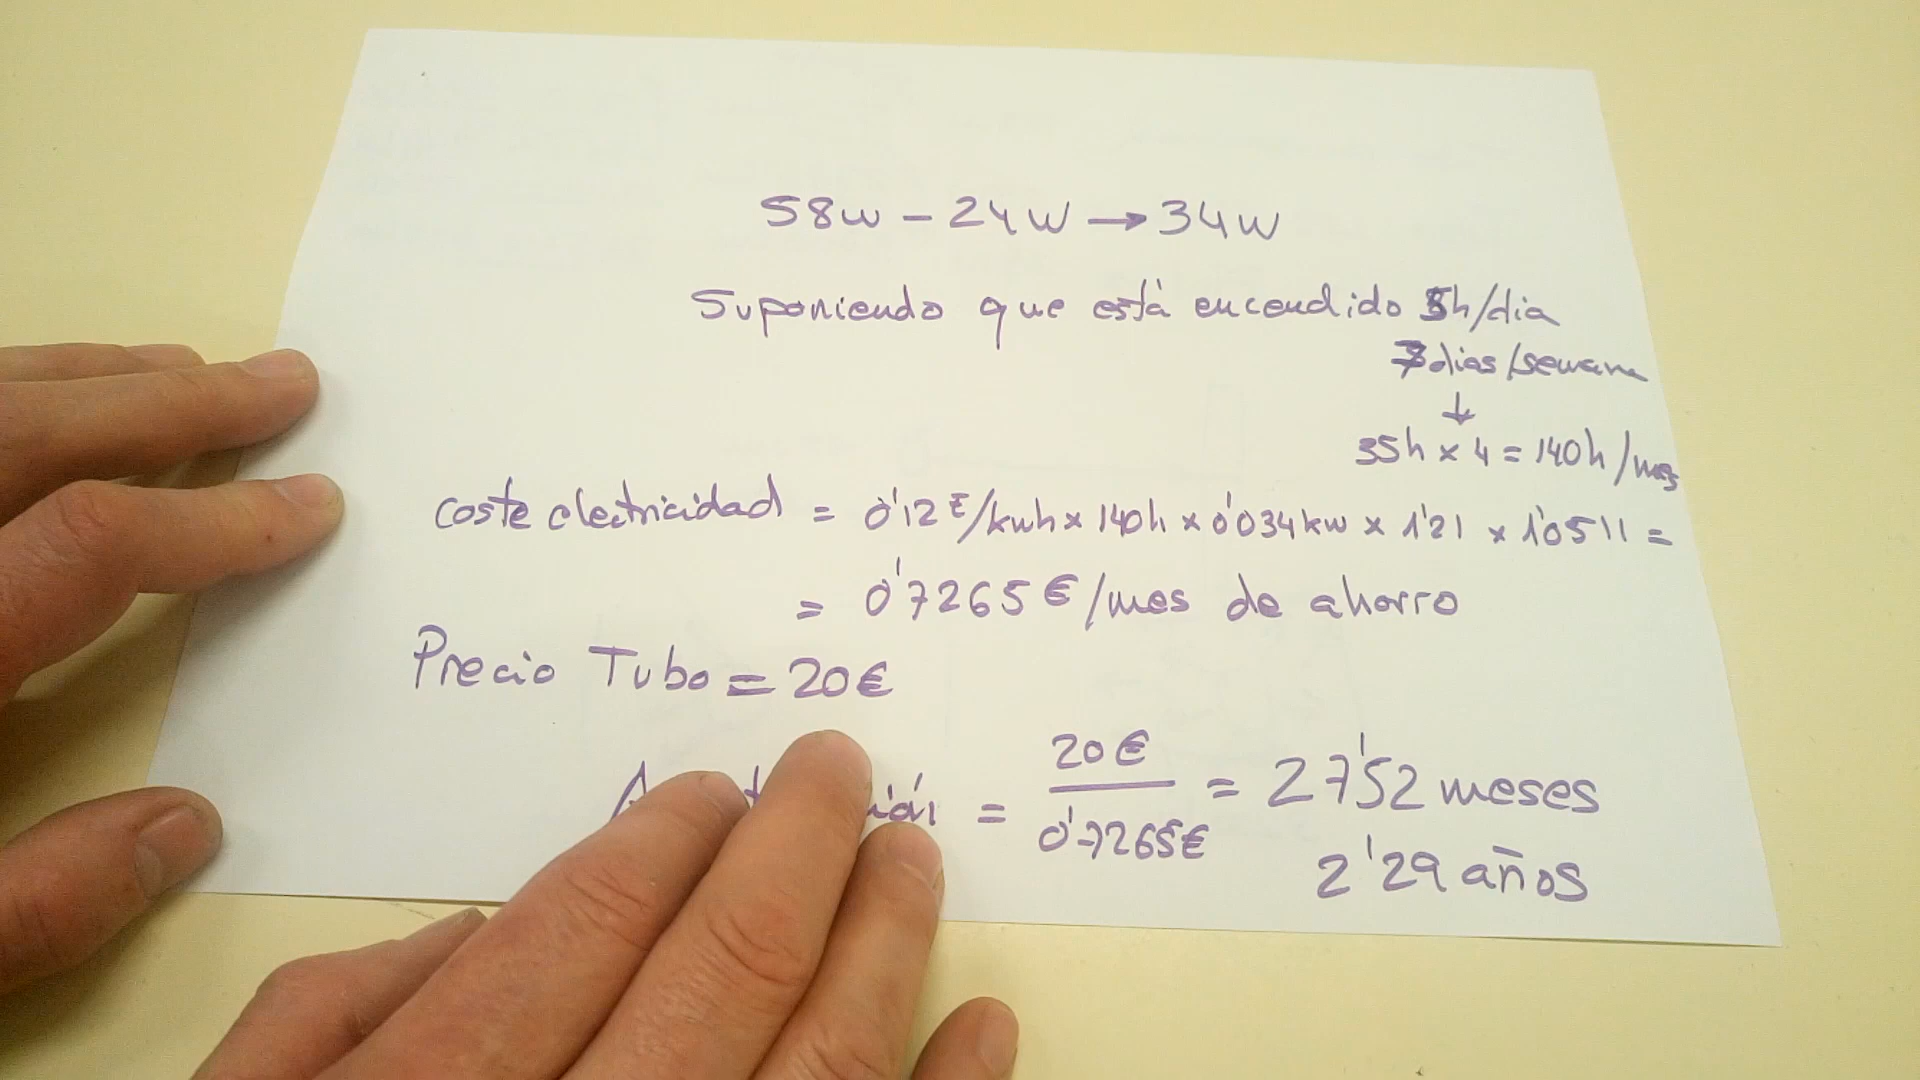 58w - 24w → 34w
Suponiendo que está encendido 5h/dia
7 dias/semana
↓
35h x 4 = 140h/mes
coste electricidad = 0'12€/kwh x 140h x 0'034kw x 1'21 x 1'0511 =
= 0'7265€/mes de ahorro
Precio Tubo = 20€
= 20€ / 0'7265€ = 27'52 meses
2'29 años